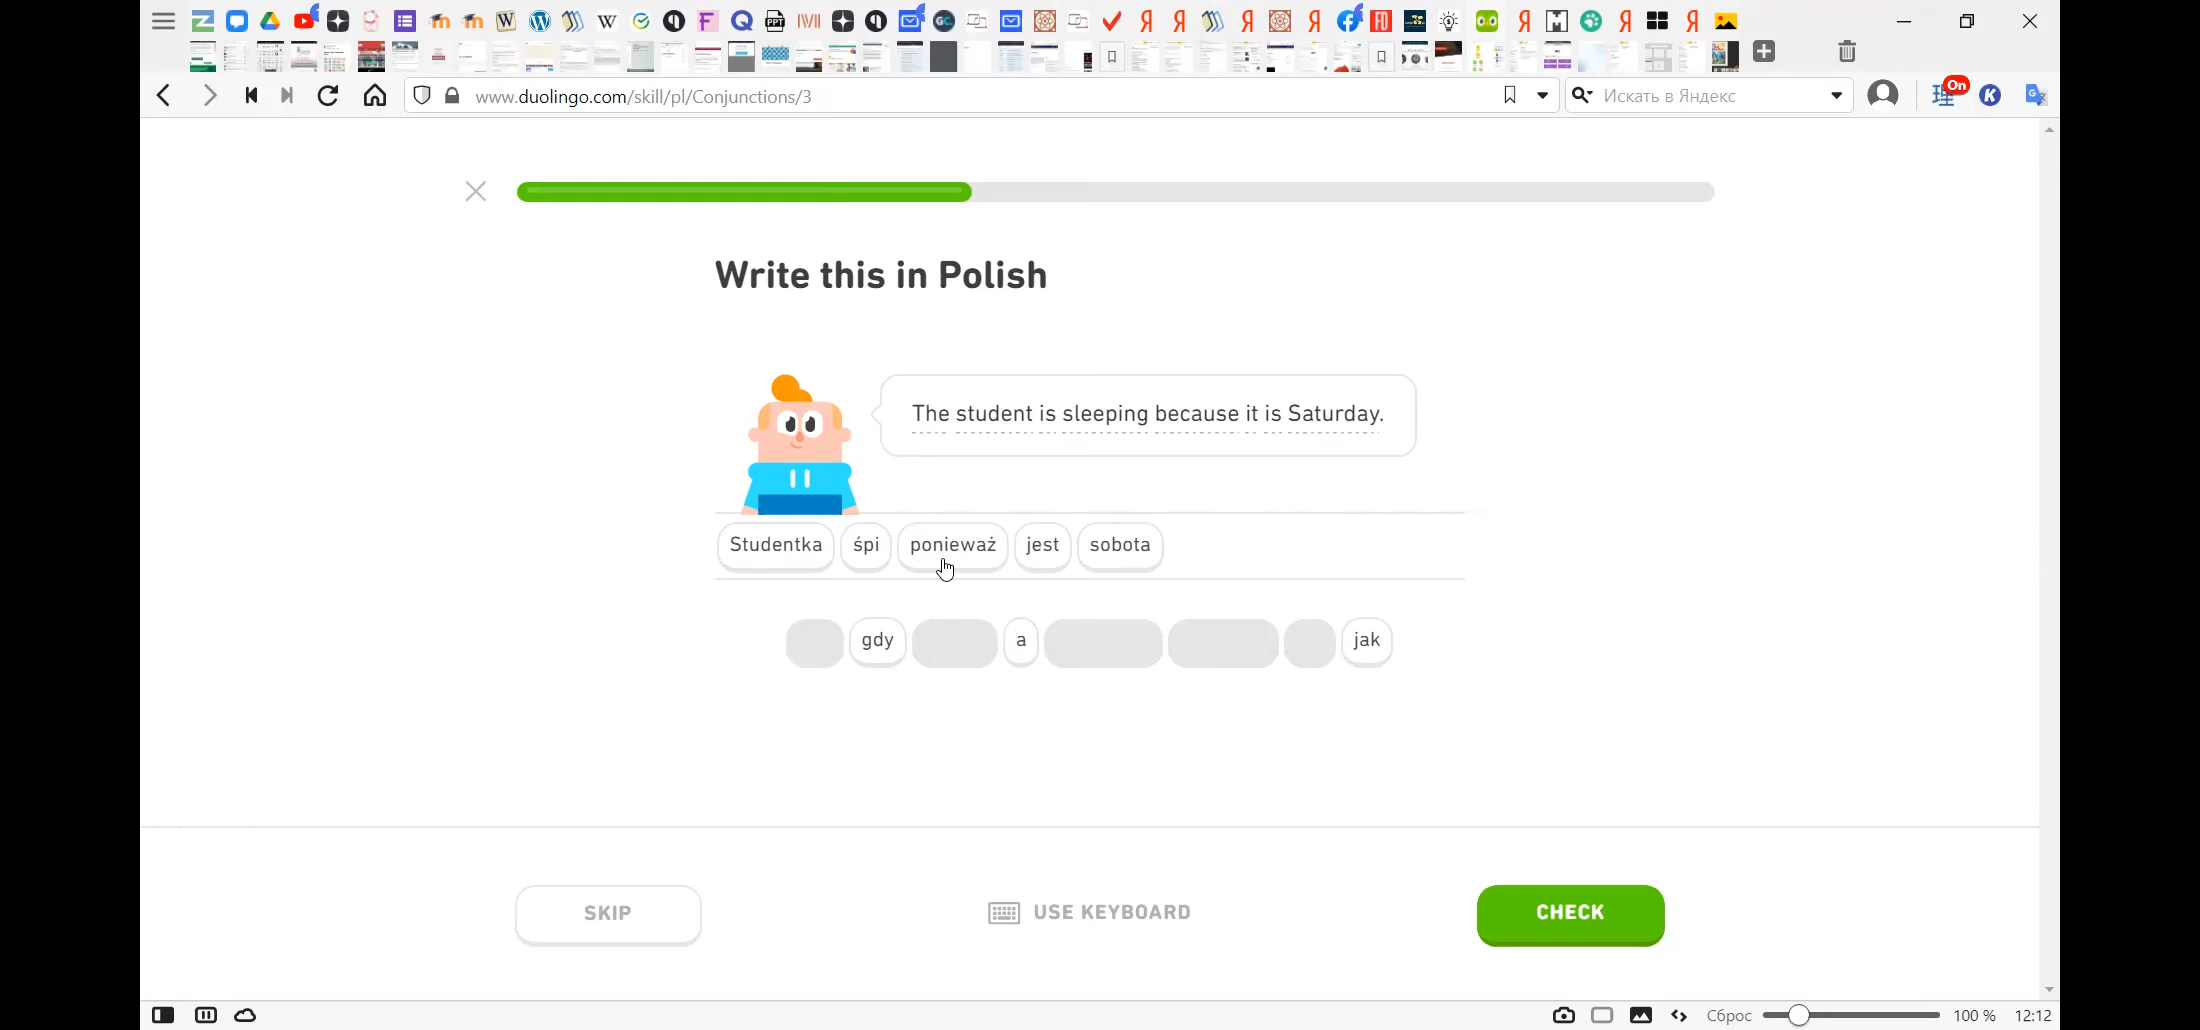 www.duolingo.com/skill/pl/Conjunctions/3
Искать в Яндекс
On
Write this in Polish
The student is sleeping because it is Saturday.
Studentka śpi ponieważ jest sobota
gdy a jak
SKIP
USE KEYBOARD
CHECK
Сброс
100 %
12:12